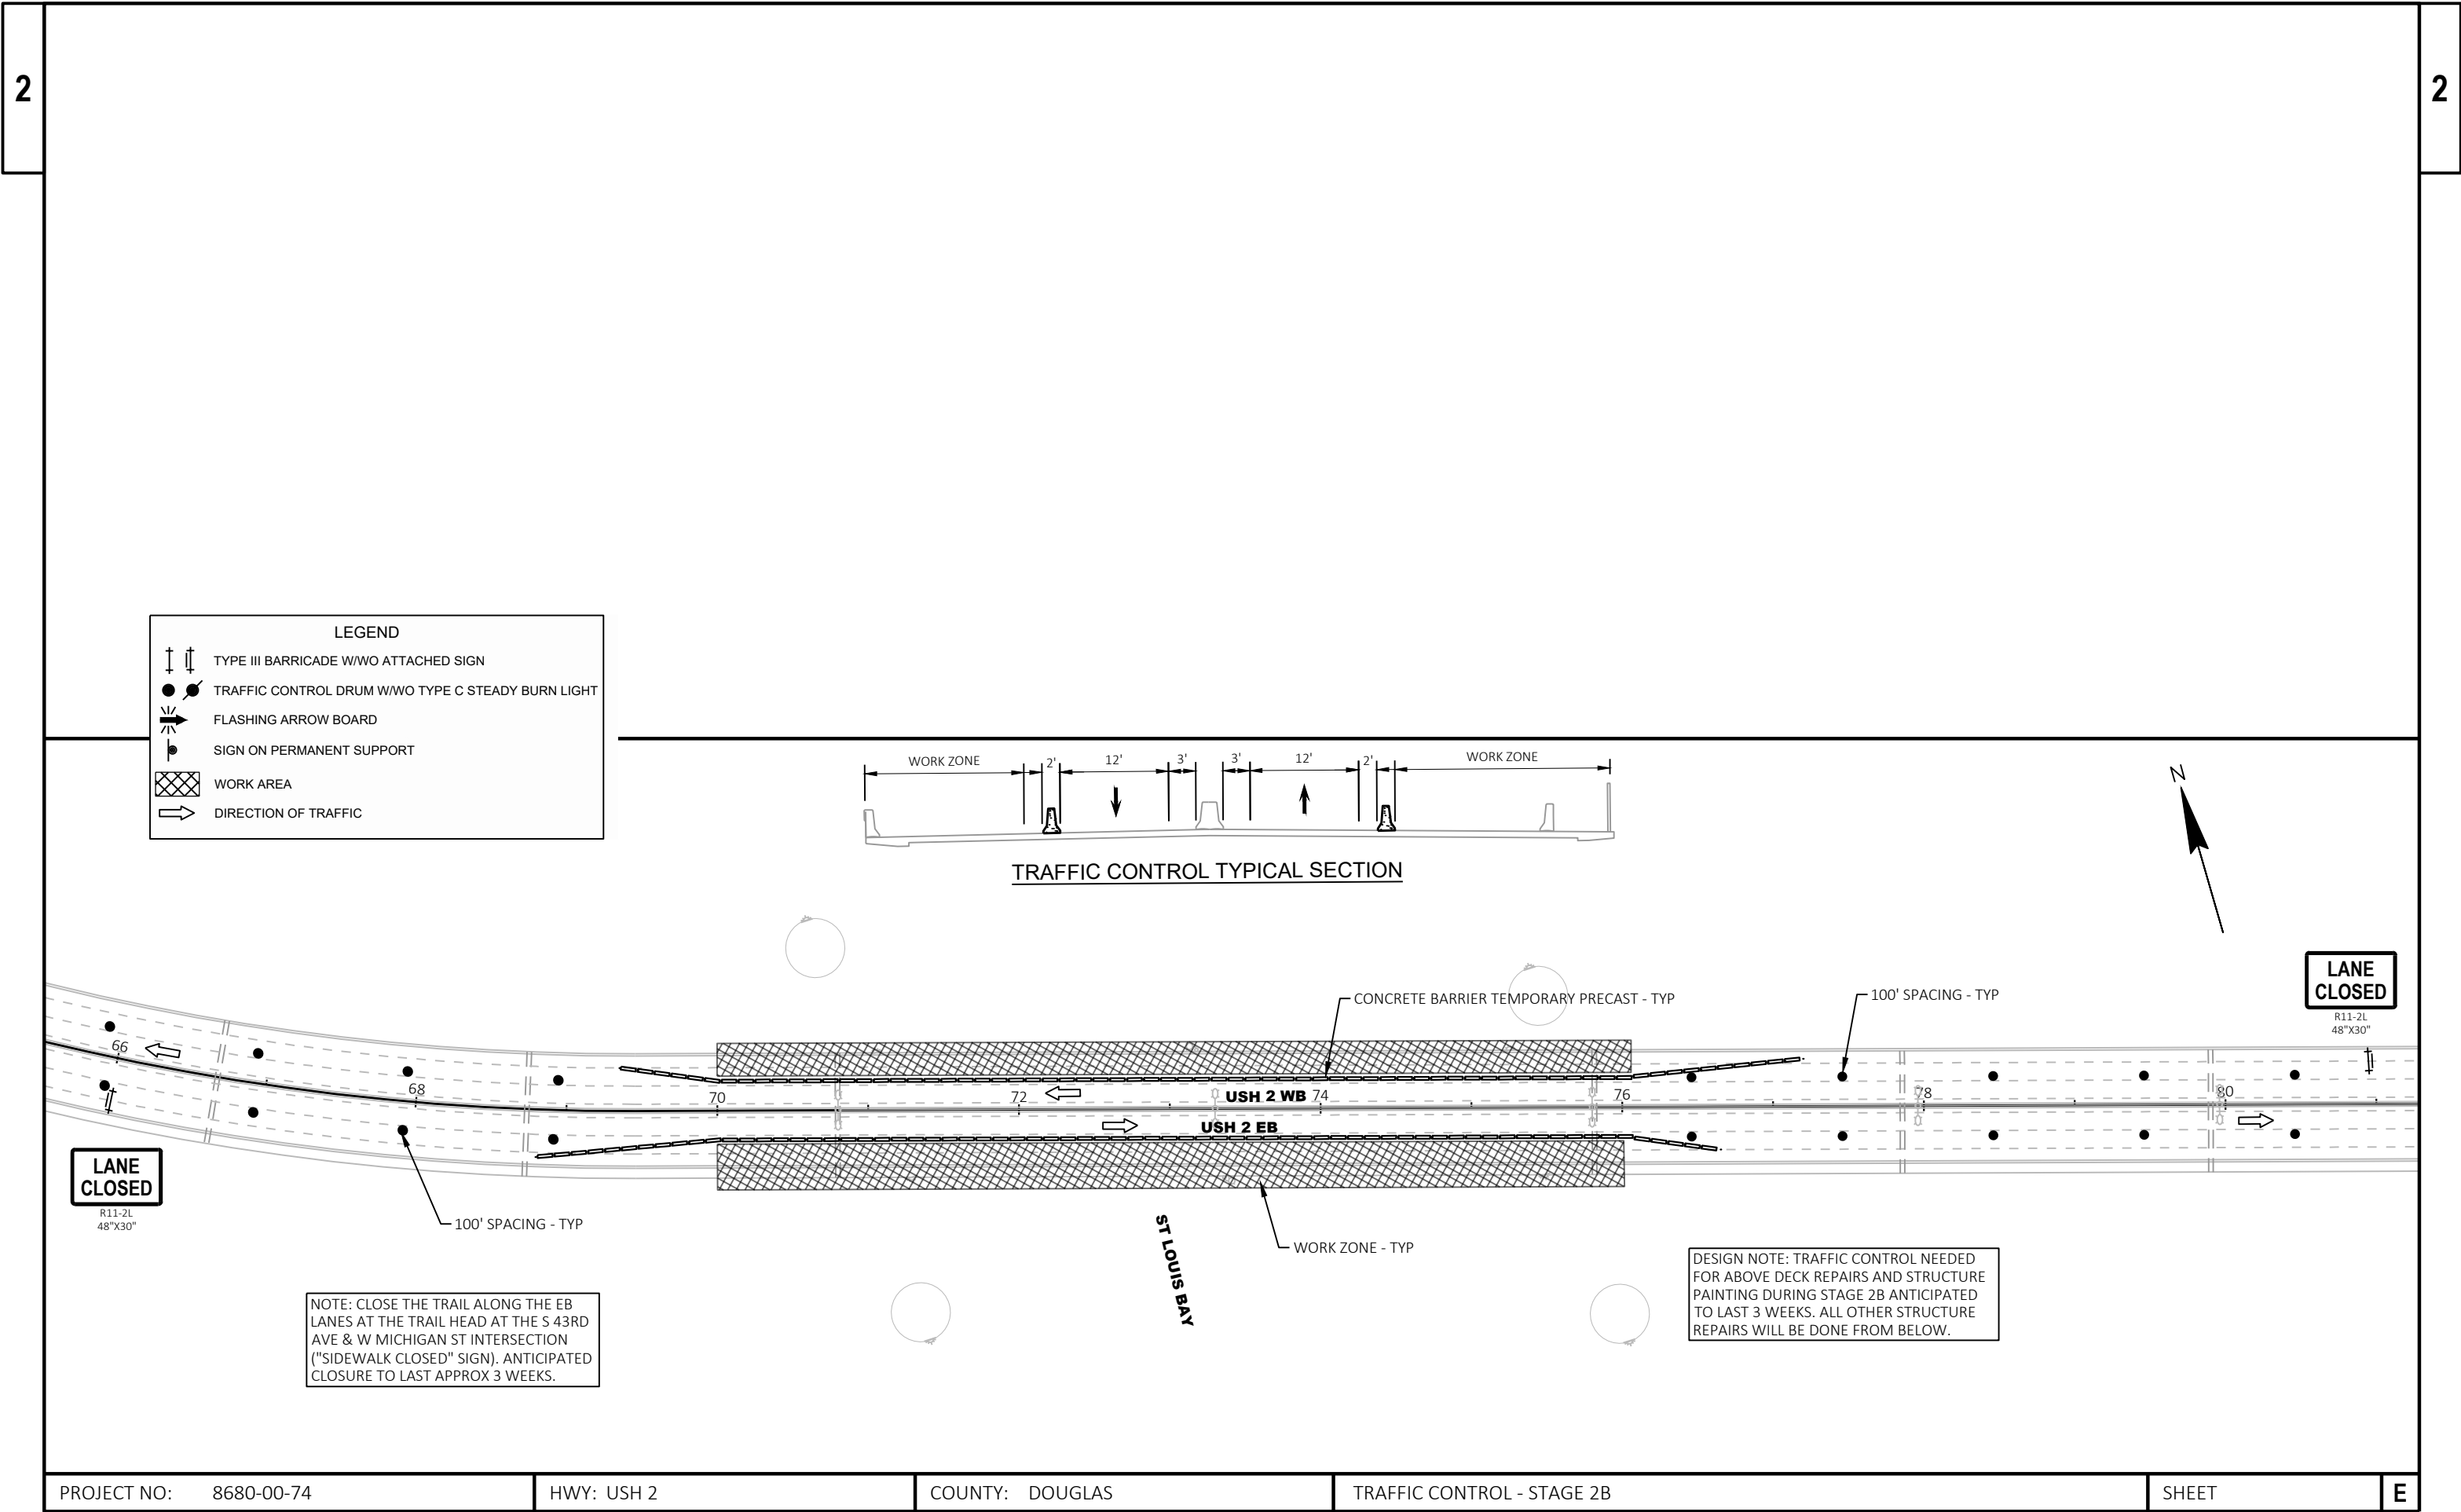 2
2
LEGEND
TYPE III BARRICADE W/WO ATTACHED SIGN
TRAFFIC CONTROL DRUM W/WO TYPE C STEADY BURN LIGHT
FLASHING ARROW BOARD
SIGN ON PERMANENT SUPPORT
WORK AREA
DIRECTION OF TRAFFIC
WORK ZONE 2' 12' 3' 3' 12' 2' WORK ZONE
TRAFFIC CONTROL TYPICAL SECTION
N
CONCRETE BARRIER TEMPORARY PRECAST - TYP
100' SPACING - TYP
LANE
CLOSED
R11-2L
48"X30"
66
68
70
72
74
76
78
80
USH 2 WB
USH 2 EB
LANE
CLOSED
R11-2L
48"X30"
100' SPACING - TYP
ST LOUIS BAY
WORK ZONE - TYP
NOTE: CLOSE THE TRAIL ALONG THE EB
LANES AT THE TRAIL HEAD AT THE S 43RD
AVE & W MICHIGAN ST INTERSECTION
("SIDEWALK CLOSED" SIGN). ANTICIPATED
CLOSURE TO LAST APPROX 3 WEEKS.
DESIGN NOTE: TRAFFIC CONTROL NEEDED
FOR ABOVE DECK REPAIRS AND STRUCTURE
PAINTING DURING STAGE 2B ANTICIPATED
TO LAST 3 WEEKS. ALL OTHER STRUCTURE
REPAIRS WILL BE DONE FROM BELOW.
PROJECT NO: 8680-00-74
HWY: USH 2
COUNTY: DOUGLAS
TRAFFIC CONTROL - STAGE 2B
SHEET
E